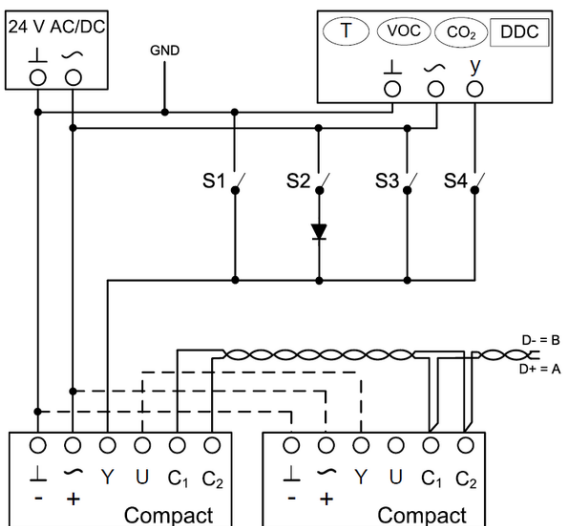 24 V AC/DC
⊥ ~
GND
T VOC CO₂ DDC
⊥ ~ y
S1 S2 S3 S4
D- = B
D+ = A
⊥ ~ Y U C₁ C₂
- +
Compact
⊥ ~ Y U C₁ C₂
- +
Compact